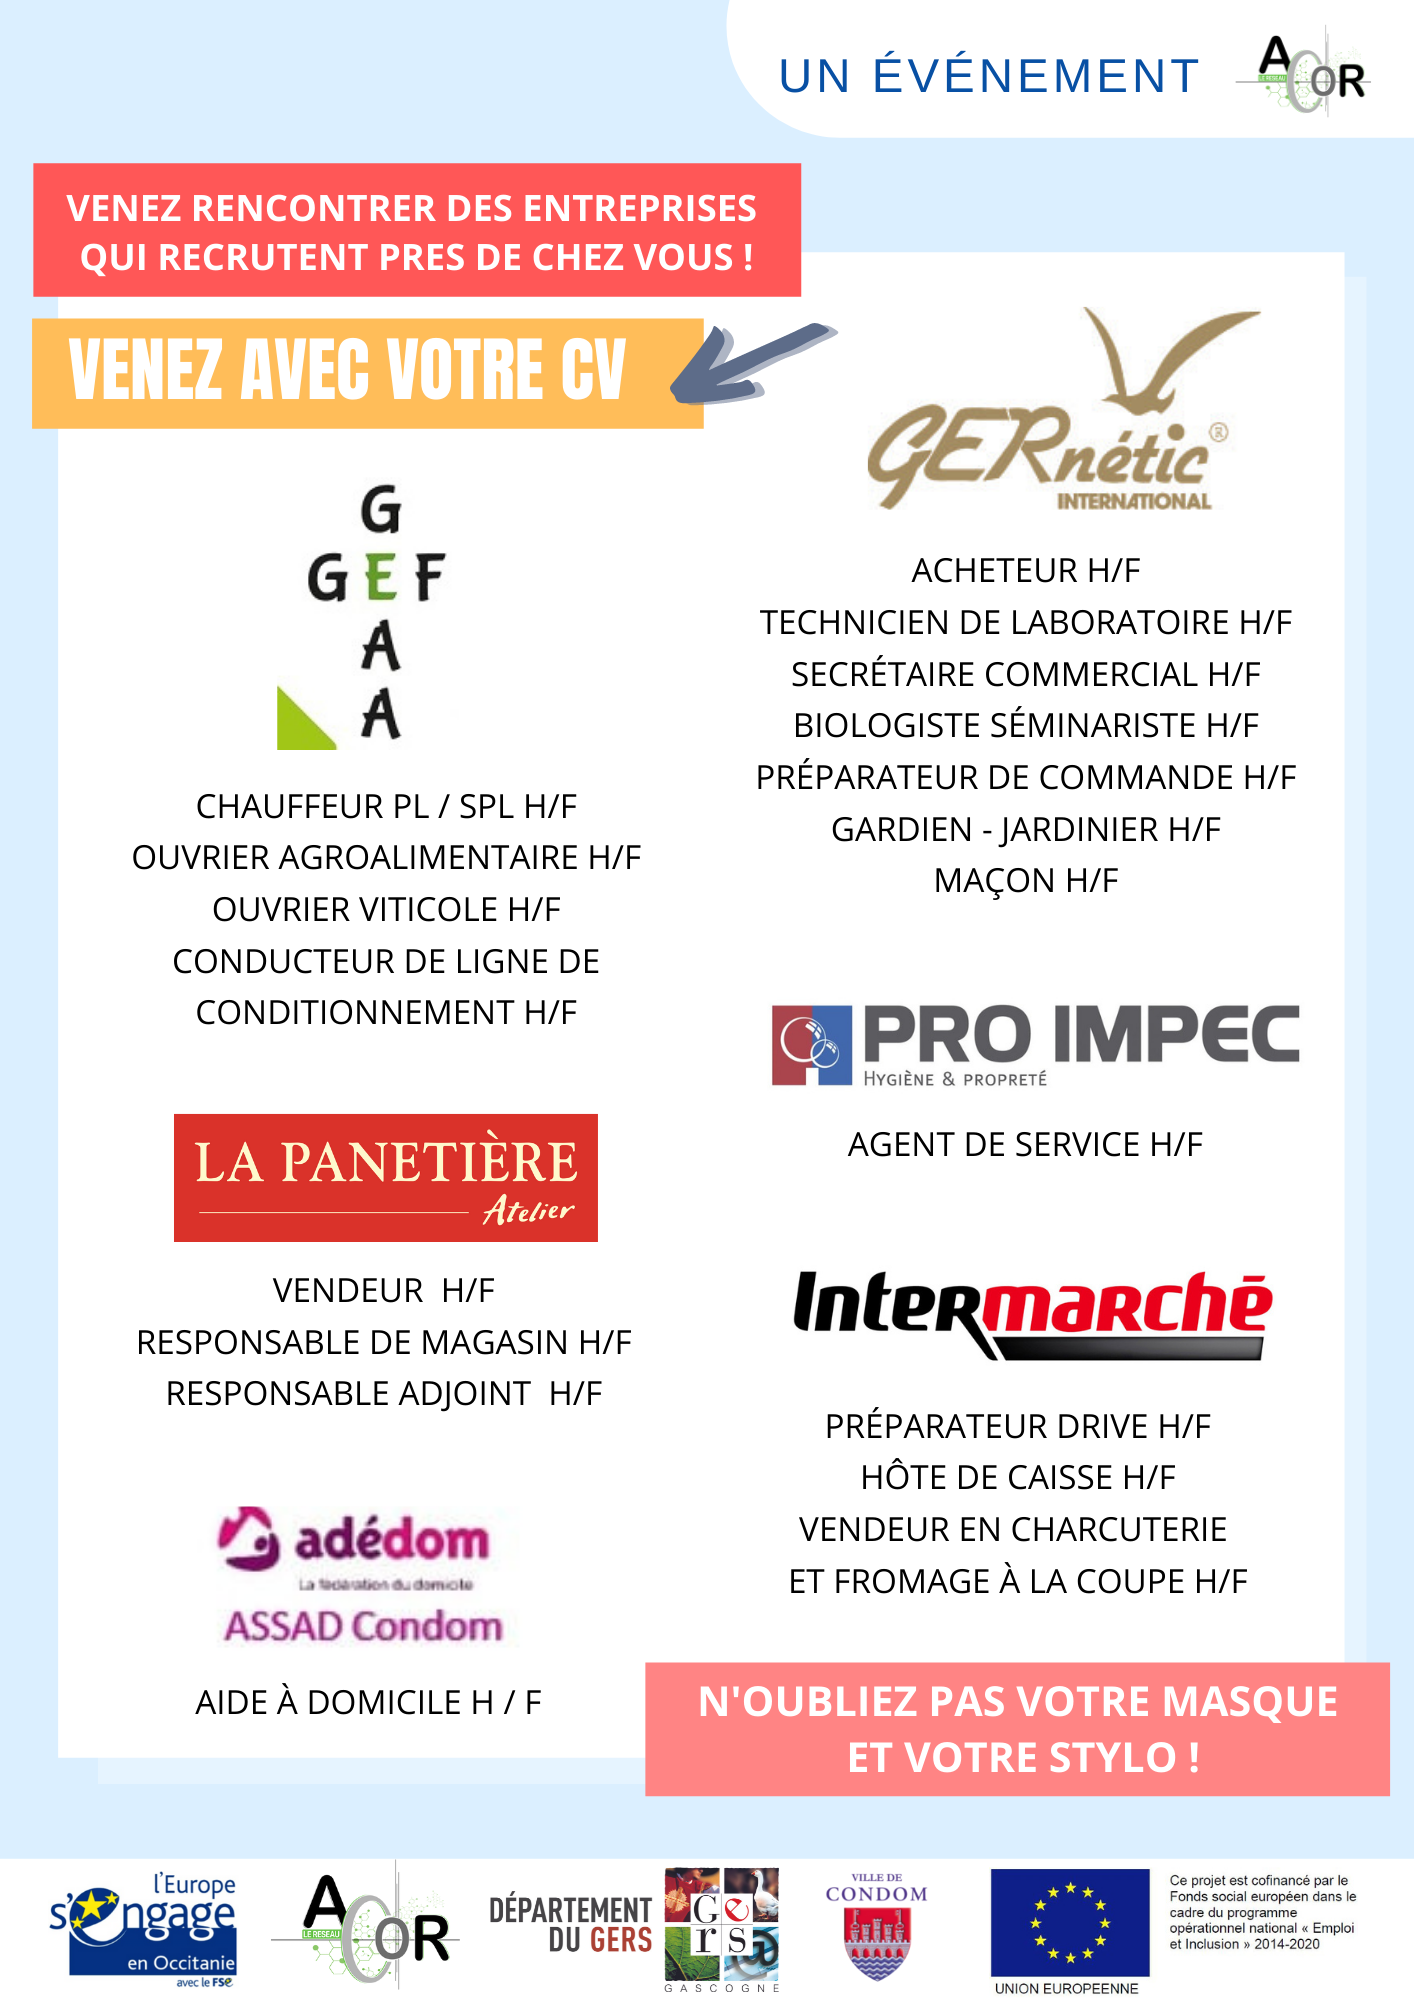 UN ÉVÉNEMENT
ACOR
LE RESEAU
VENEZ RENCONTRER DES ENTREPRISES
QUI RECRUTENT PRES DE CHEZ VOUS !
VENEZ AVEC VOTRE CV
G
GEF
A
A
CHAUFFEUR PL / SPL H/F
OUVRIER AGROALIMENTAIRE H/F
OUVRIER VITICOLE H/F
CONDUCTEUR DE LIGNE DE
CONDITIONNEMENT H/F
LA PANETIÈRE
Atelier
VENDEUR  H/F
RESPONSABLE DE MAGASIN H/F
RESPONSABLE ADJOINT  H/F
adédom
La fédération du domicile
ASSAD Condom
AIDE À DOMICILE H / F
GERnétic
INTERNATIONAL
ACHETEUR H/F
TECHNICIEN DE LABORATOIRE H/F
SECRÉTAIRE COMMERCIAL H/F
BIOLOGISTE SÉMINARISTE H/F
PRÉPARATEUR DE COMMANDE H/F
GARDIEN - JARDINIER H/F
MAÇON H/F
PRO IMPEC
HYGIÈNE & PROPRETÉ
AGENT DE SERVICE H/F
Intermarché
PRÉPARATEUR DRIVE H/F
HÔTE DE CAISSE H/F
VENDEUR EN CHARCUTERIE
ET FROMAGE À LA COUPE H/F
N'OUBLIEZ PAS VOTRE MASQUE
ET VOTRE STYLO !
l'Europe
s'engage
en Occitanie
avec le FSE
ACOR
LE RESEAU
DÉPARTEMENT
DU GERS
Gers
GASCOGNE
VILLE DE
CONDOM
UNION EUROPEENNE
Ce projet est cofinancé par le
Fonds social européen dans le
cadre du programme
opérationnel national « Emploi
et Inclusion » 2014-2020